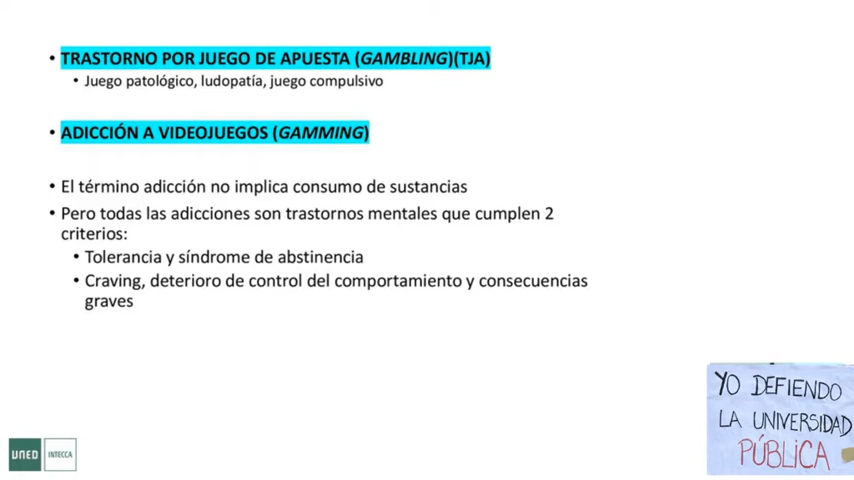 • TRASTORNO POR JUEGO DE APUESTA (GAMBLING)(TJA)
• Juego patológico, ludopatía, juego compulsivo
• ADICCIÓN A VIDEOJUEGOS (GAMMING)
• El término adicción no implica consumo de sustancias
• Pero todas las adicciones son trastornos mentales que cumplen 2
criterios:
• Tolerancia y síndrome de abstinencia
• Craving, deterioro de control del comportamiento y consecuencias
graves
YO DEFIENDO
LA UNIVERSIDAD
PÚBLICA
UNED INTECCA